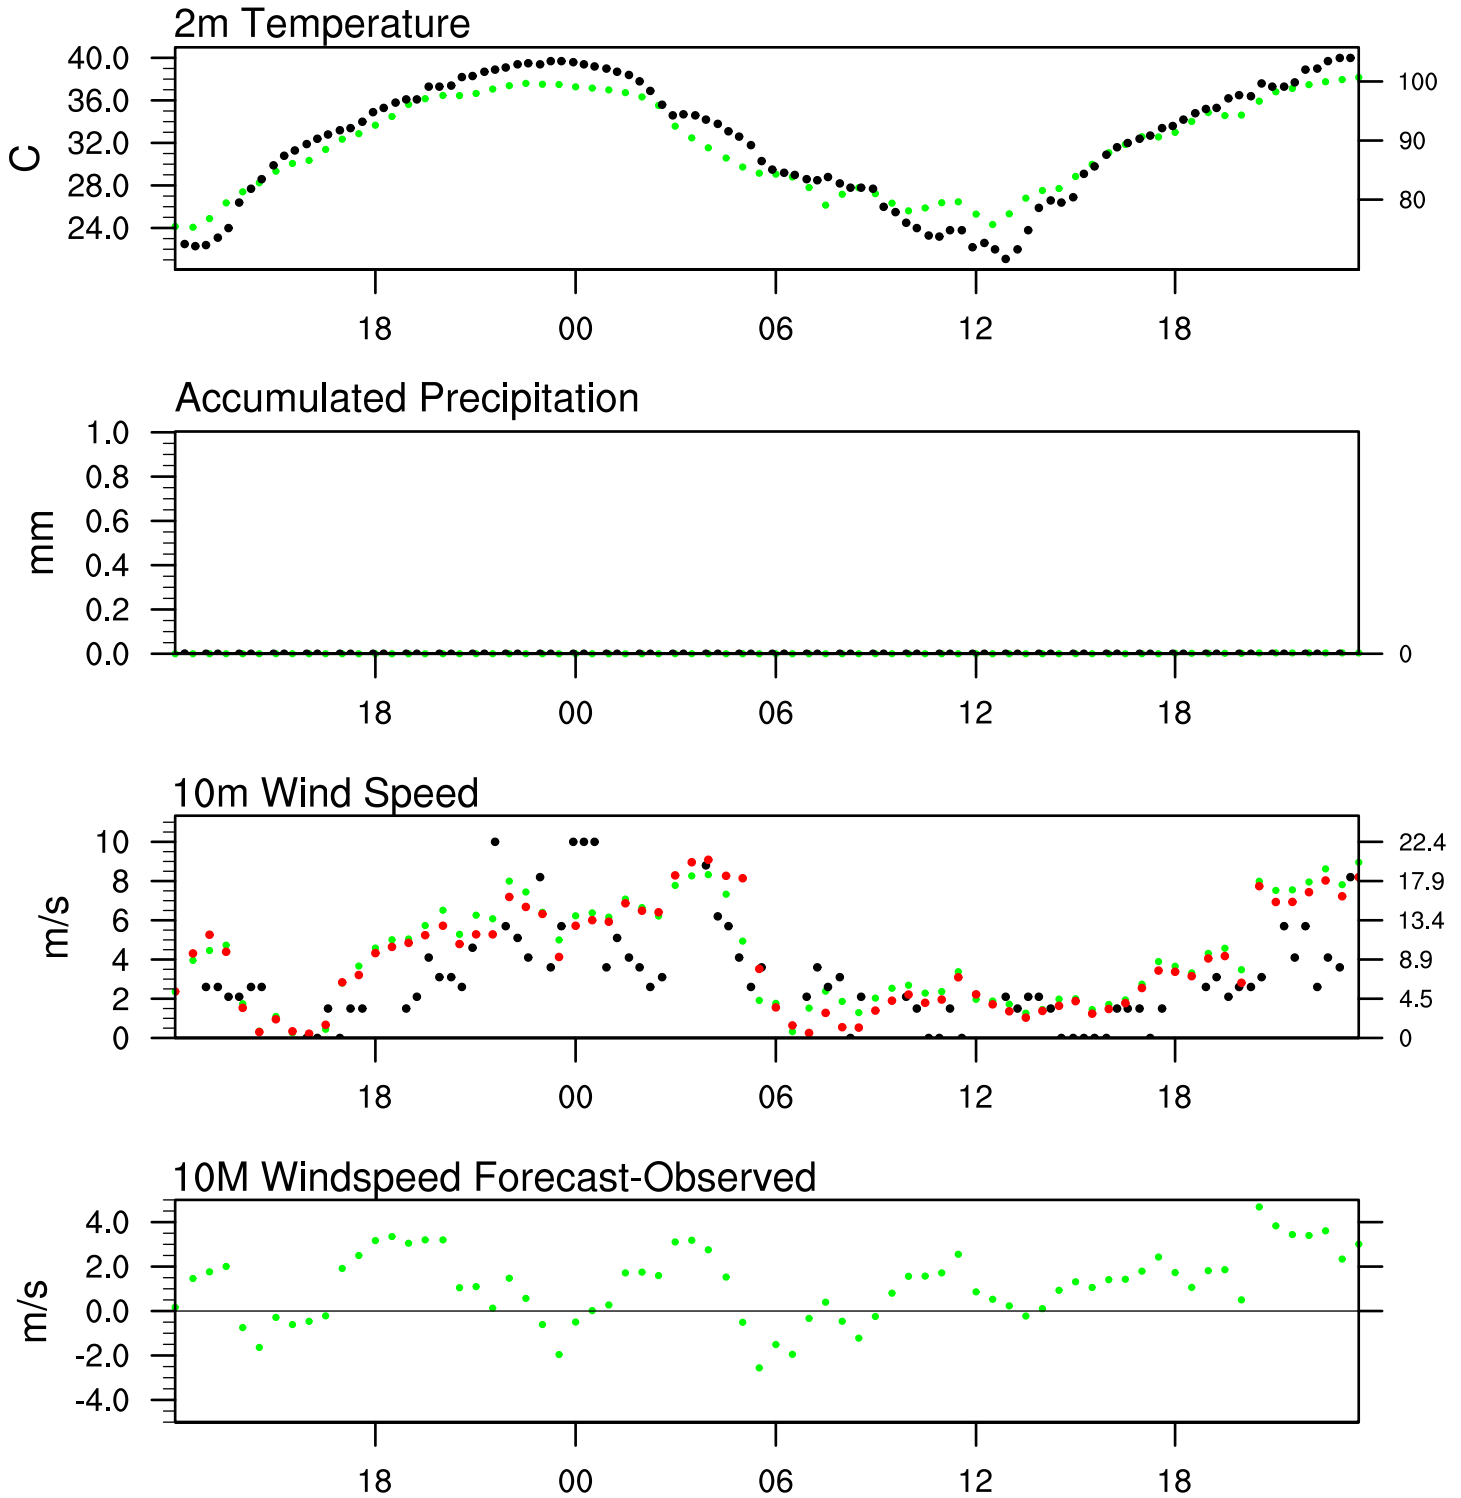 2m Temperature
40.0
36.0
32.0
28.0
24.0
C
100
90
80
18 00 06 12 18
Accumulated Precipitation
1.0
0.8
0.6
0.4
0.2
0.0
mm
0
18 00 06 12 18
10m Wind Speed
10
8
6
4
2
0
m/s
22.4
17.9
13.4
8.9
4.5
0
18 00 06 12 18
10M Windspeed Forecast-Observed
4.0
2.0
0.0
-2.0
-4.0
m/s
18 00 06 12 18